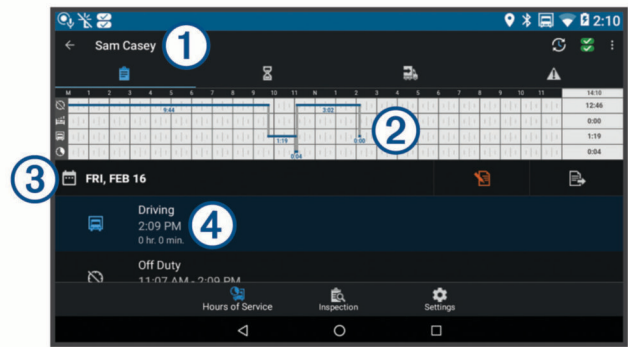 2:10
Sam Casey
1
M 1 2 3 4 5 6 7 8 9 10 11 N 1 2 3 4 5 6 7 8 9 10 11 14:10
9:44 3:02 12:46
0:00
1:19 0:00 1:19
0:04 0:04
2
3
FRI, FEB 16
Driving
2:09 PM
0 hr. 0 min.
4
Off Duty
11:07 AM - 2:09 PM
Hours of Service Inspection Settings